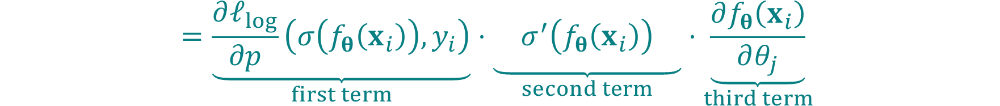 = ∂ℓ_log/∂p (σ(f_𝛉(𝐱_i)), y_i) · σ′(f_𝛉(𝐱_i)) · ∂f_𝛉(𝐱_i)/∂θ_j
first term second term third term